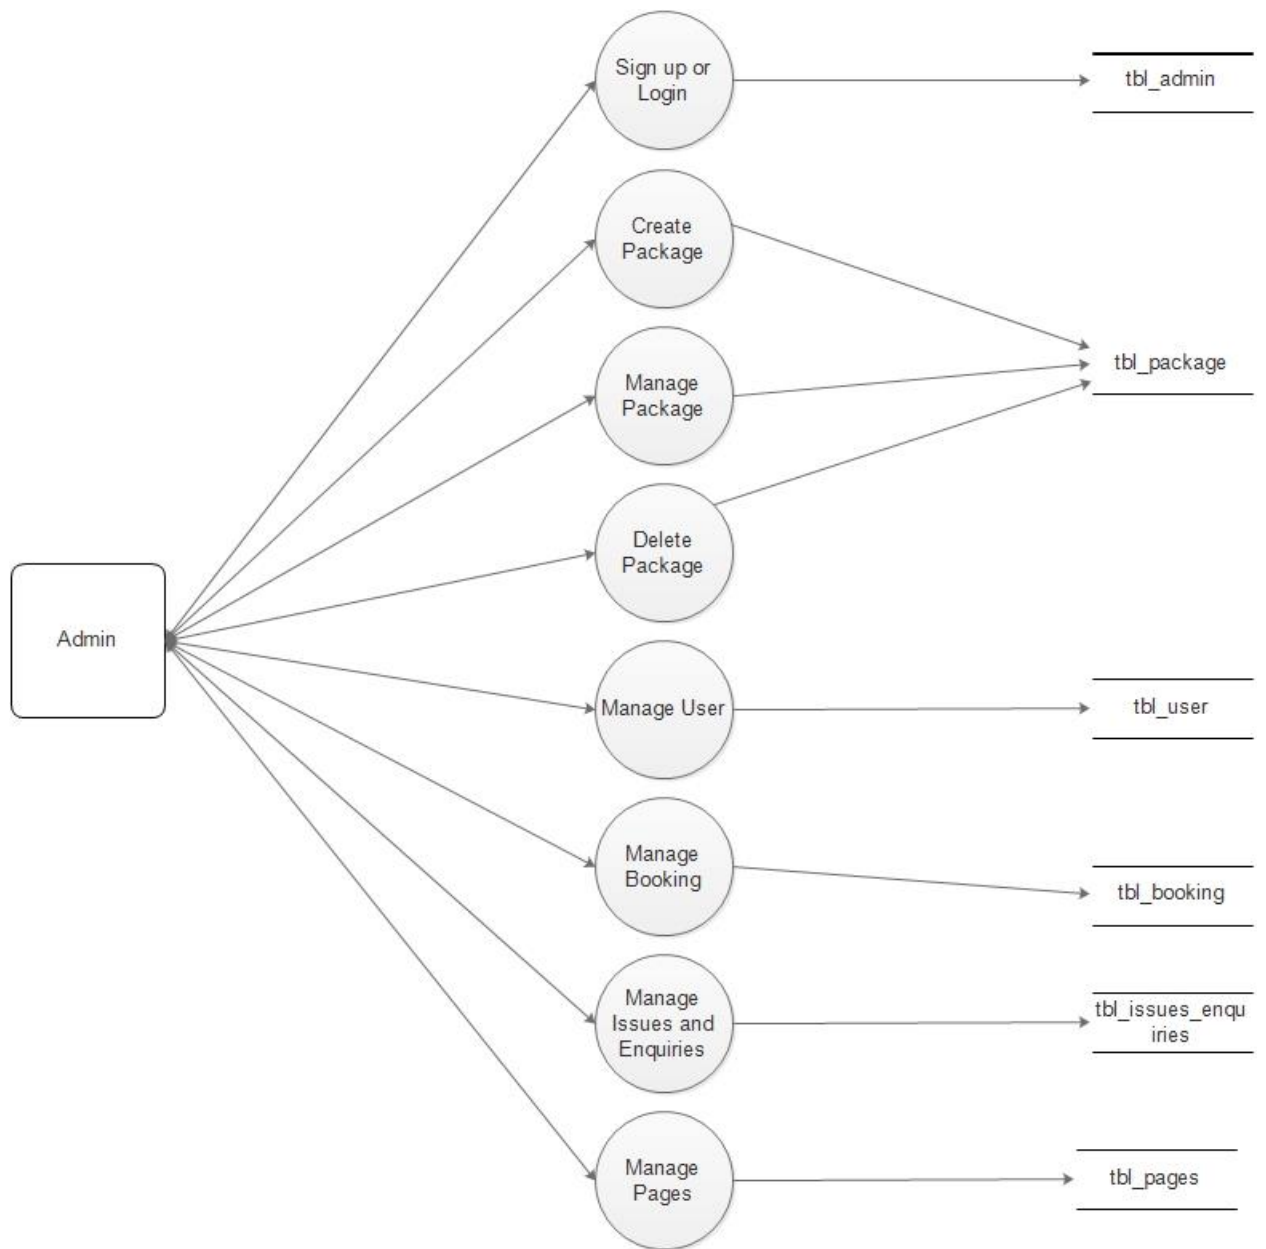 Sign up or
Login
tbl_admin
Create
Package
Manage
Package
tbl_package
Delete
Package
Admin
Manage User
tbl_user
Manage
Booking
tbl_booking
Manage
Issues and
Enquiries
tbl_issues_enqu
iries
Manage
Pages
tbl_pages